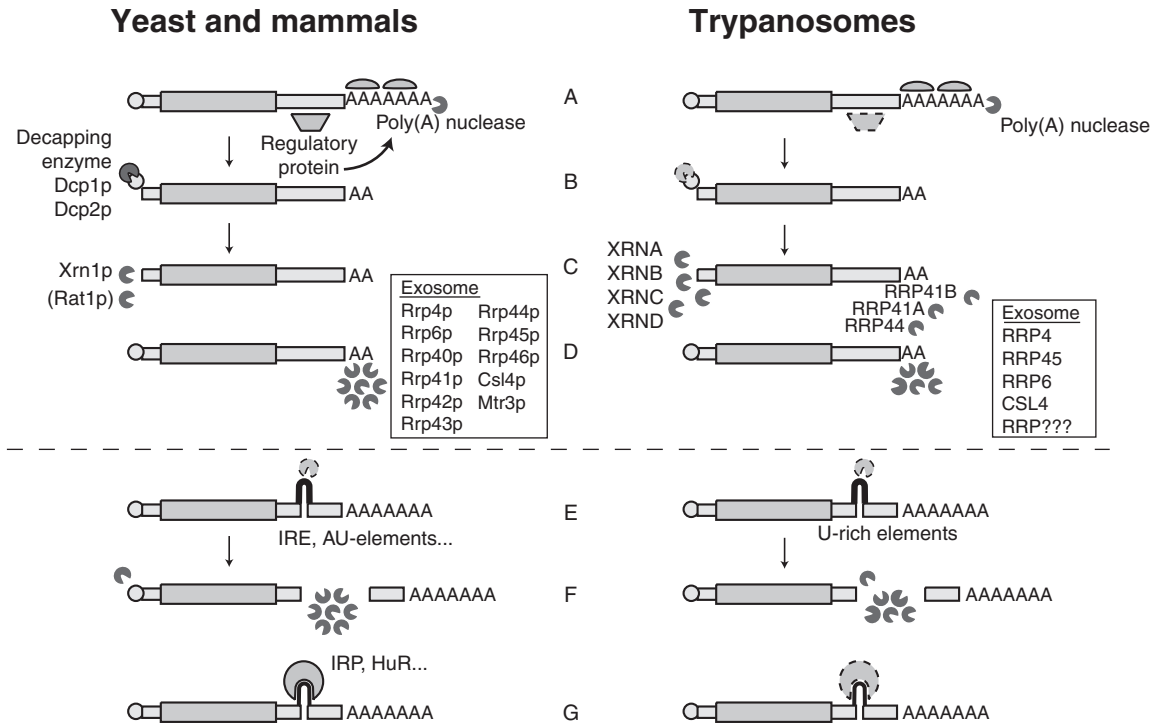 Yeast and mammals
Trypanosomes
AAAAAAA
A
AAAAAAA
Poly(A) nuclease
Poly(A) nuclease
Regulatory
protein
Decapping
enzyme
Dcp1p
Dcp2p
AA
B
AA
Xrn1p
(Rat1p)
AA
C
XRNA
XRNB
XRNC
XRND
AA
RRP41B
RRP41A
RRP44
AA
D
AA
Exosome
Rrp4p
Rrp6p
Rrp40p
Rrp41p
Rrp42p
Rrp43p
Rrp44p
Rrp45p
Rrp46p
Csl4p
Mtr3p
Exosome
RRP4
RRP45
RRP6
CSL4
RRP???
AAAAAAA
E
AAAAAAA
IRE, AU-elements...
U-rich elements
AAAAAAA
F
AAAAAAA
IRP, HuR...
AAAAAAA
G
AAAAAAA